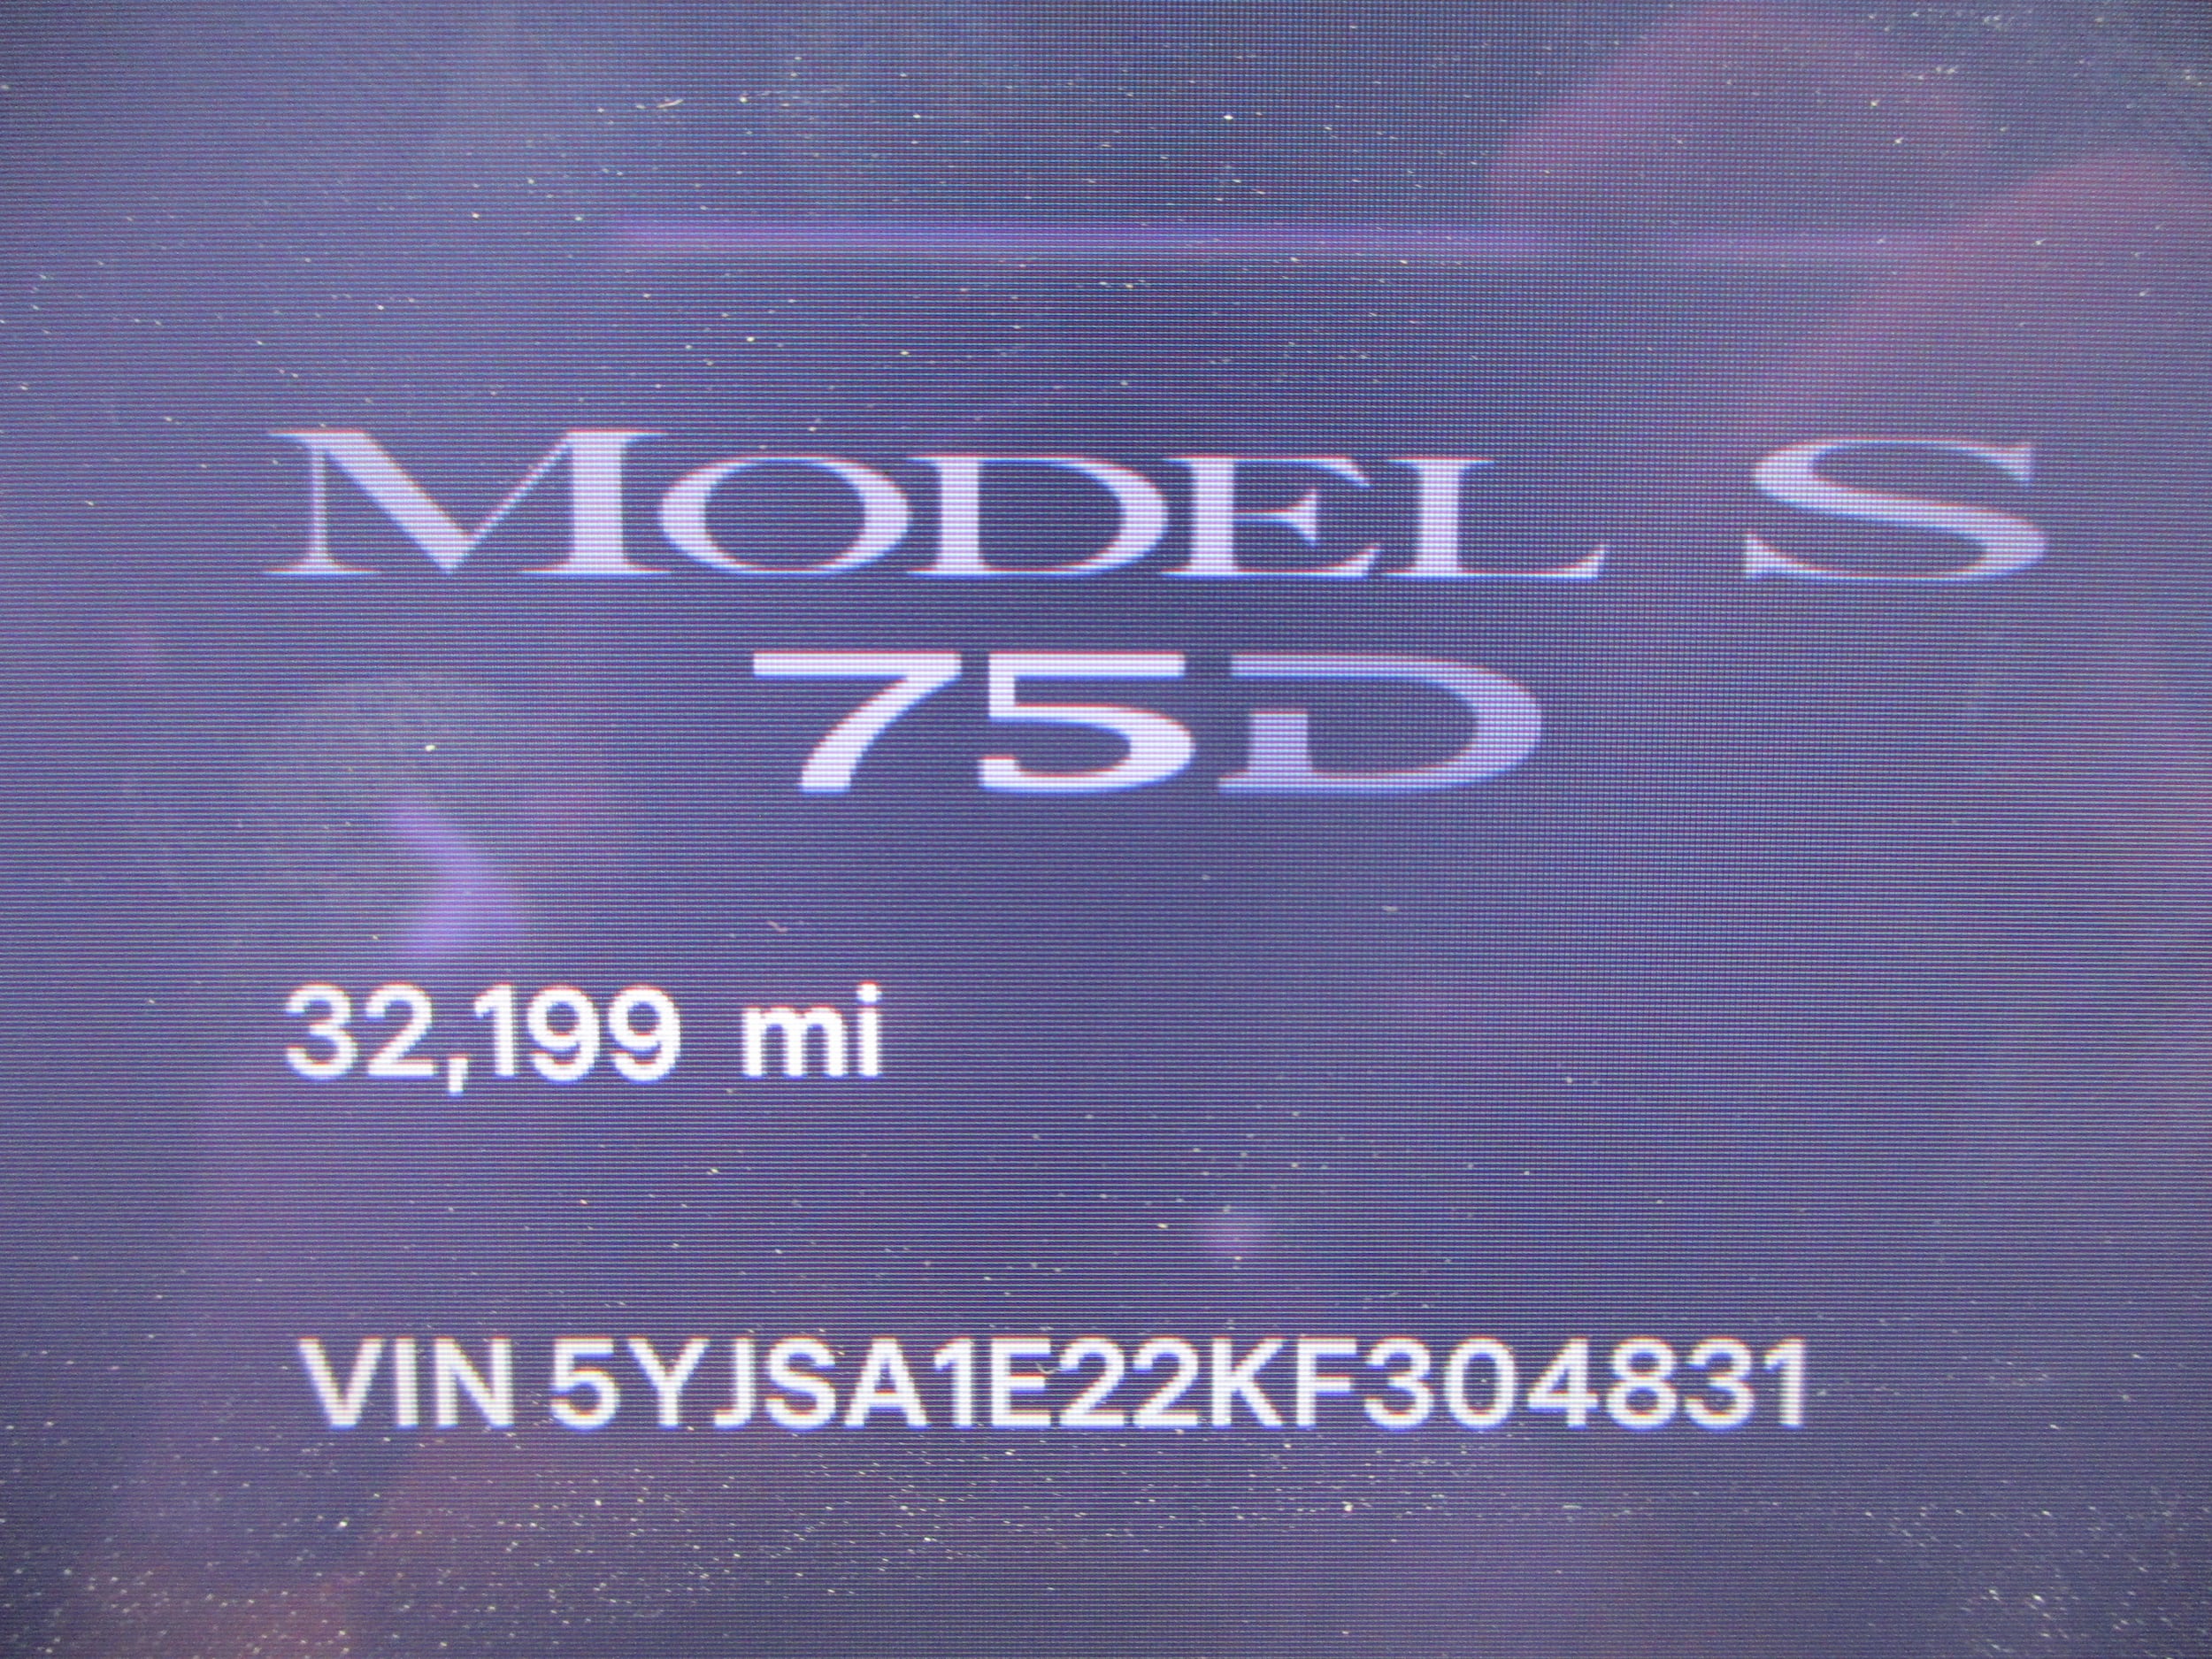 MODEL S
75D
32,199 mi
VIN 5YJSA1E22KF304831